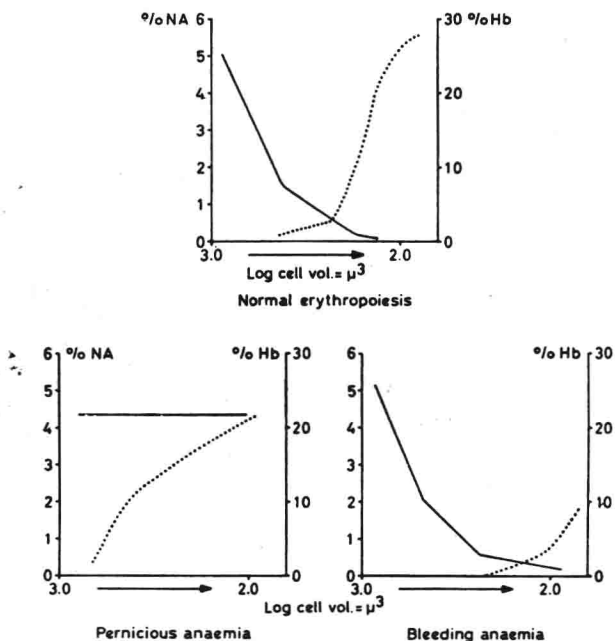 % NA 6 30 % Hb
5
4 20
3
2 10
1
0 0
3.0 2.0
Log cell vol.= µ³
Normal erythropoiesis
6 % NA % Hb 30 6 % Hb 30
5 5
4 20 4 20
3 3
2 10 2 10
1 1
0 0 0 0
3.0 2.0 3.0 2.0
Log cell vol.= µ³
Pernicious anaemia Bleeding anaemia